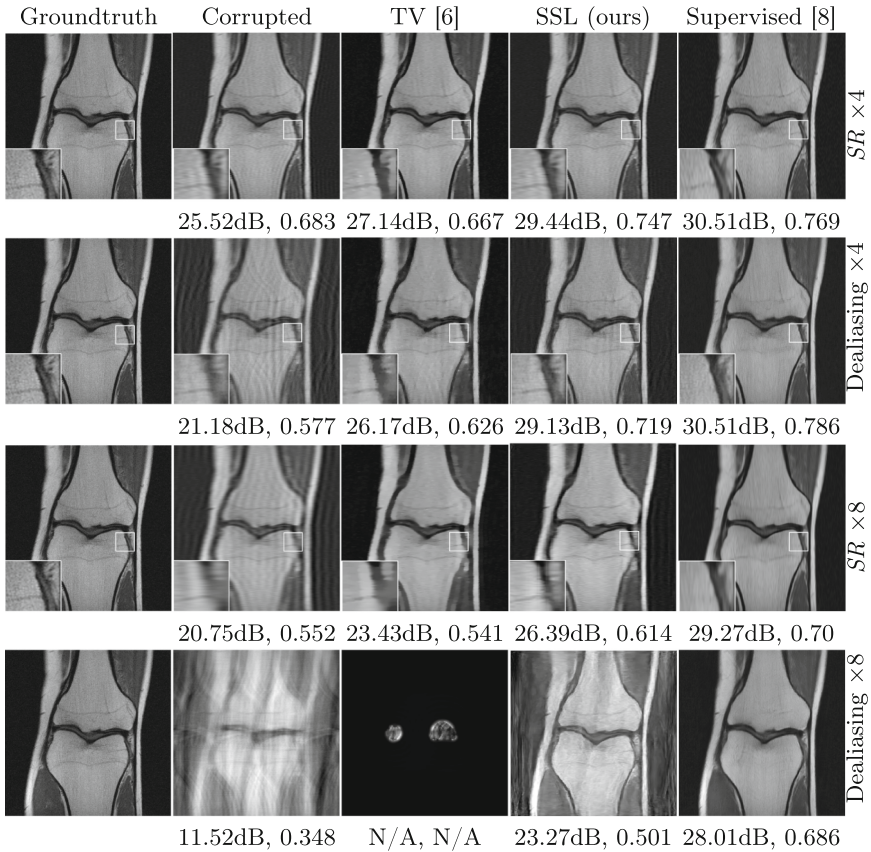 Groundtruth Corrupted TV [6] SSL (ours) Supervised [8]
SR ×4
25.52dB, 0.683 27.14dB, 0.667 29.44dB, 0.747 30.51dB, 0.769
Dealiasing ×4
21.18dB, 0.577 26.17dB, 0.626 29.13dB, 0.719 30.51dB, 0.786
SR ×8
20.75dB, 0.552 23.43dB, 0.541 26.39dB, 0.614 29.27dB, 0.70
Dealiasing ×8
11.52dB, 0.348 N/A, N/A 23.27dB, 0.501 28.01dB, 0.686